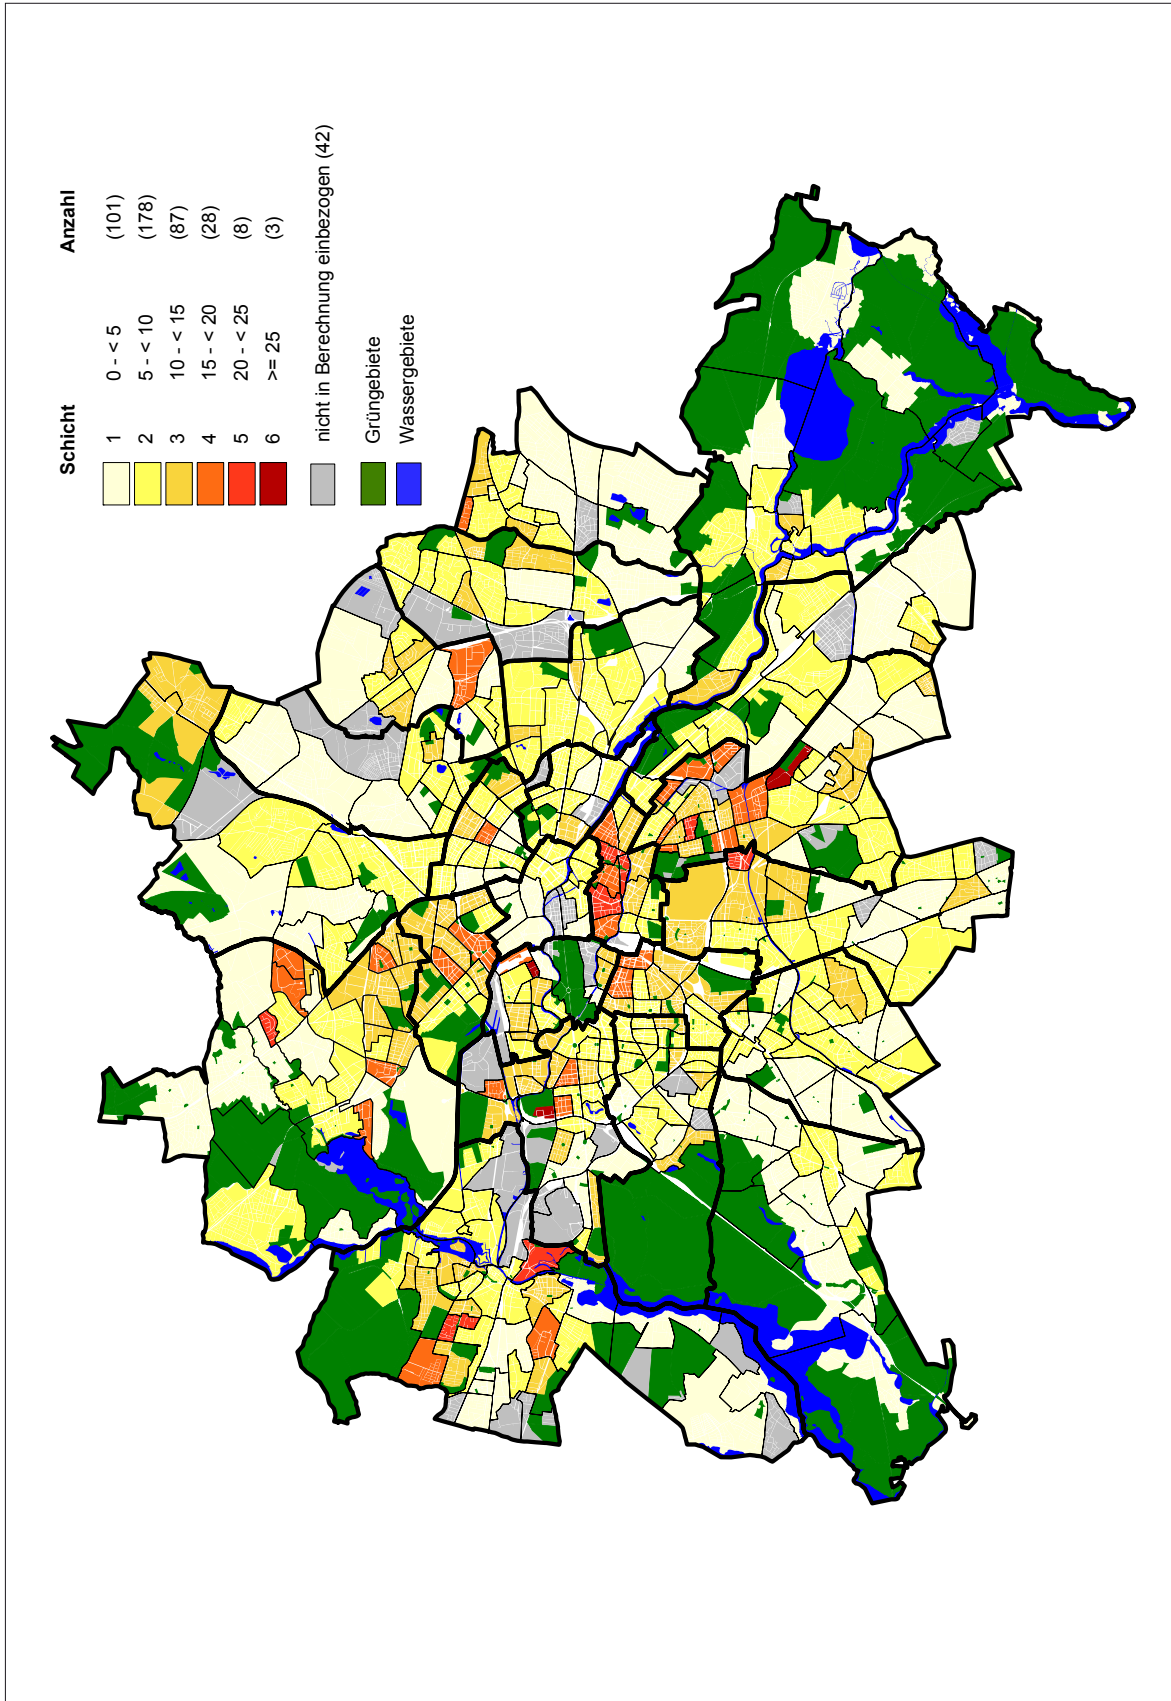 Schicht Anzahl
1 0 - < 5 (101)
2 5 - < 10 (178)
3 10 - < 15 (87)
4 15 - < 20 (28)
5 20 - < 25 (8)
6 >= 25 (3)
nicht in Berechnung einbezogen (42)
Grüngebiete
Wassergebiete